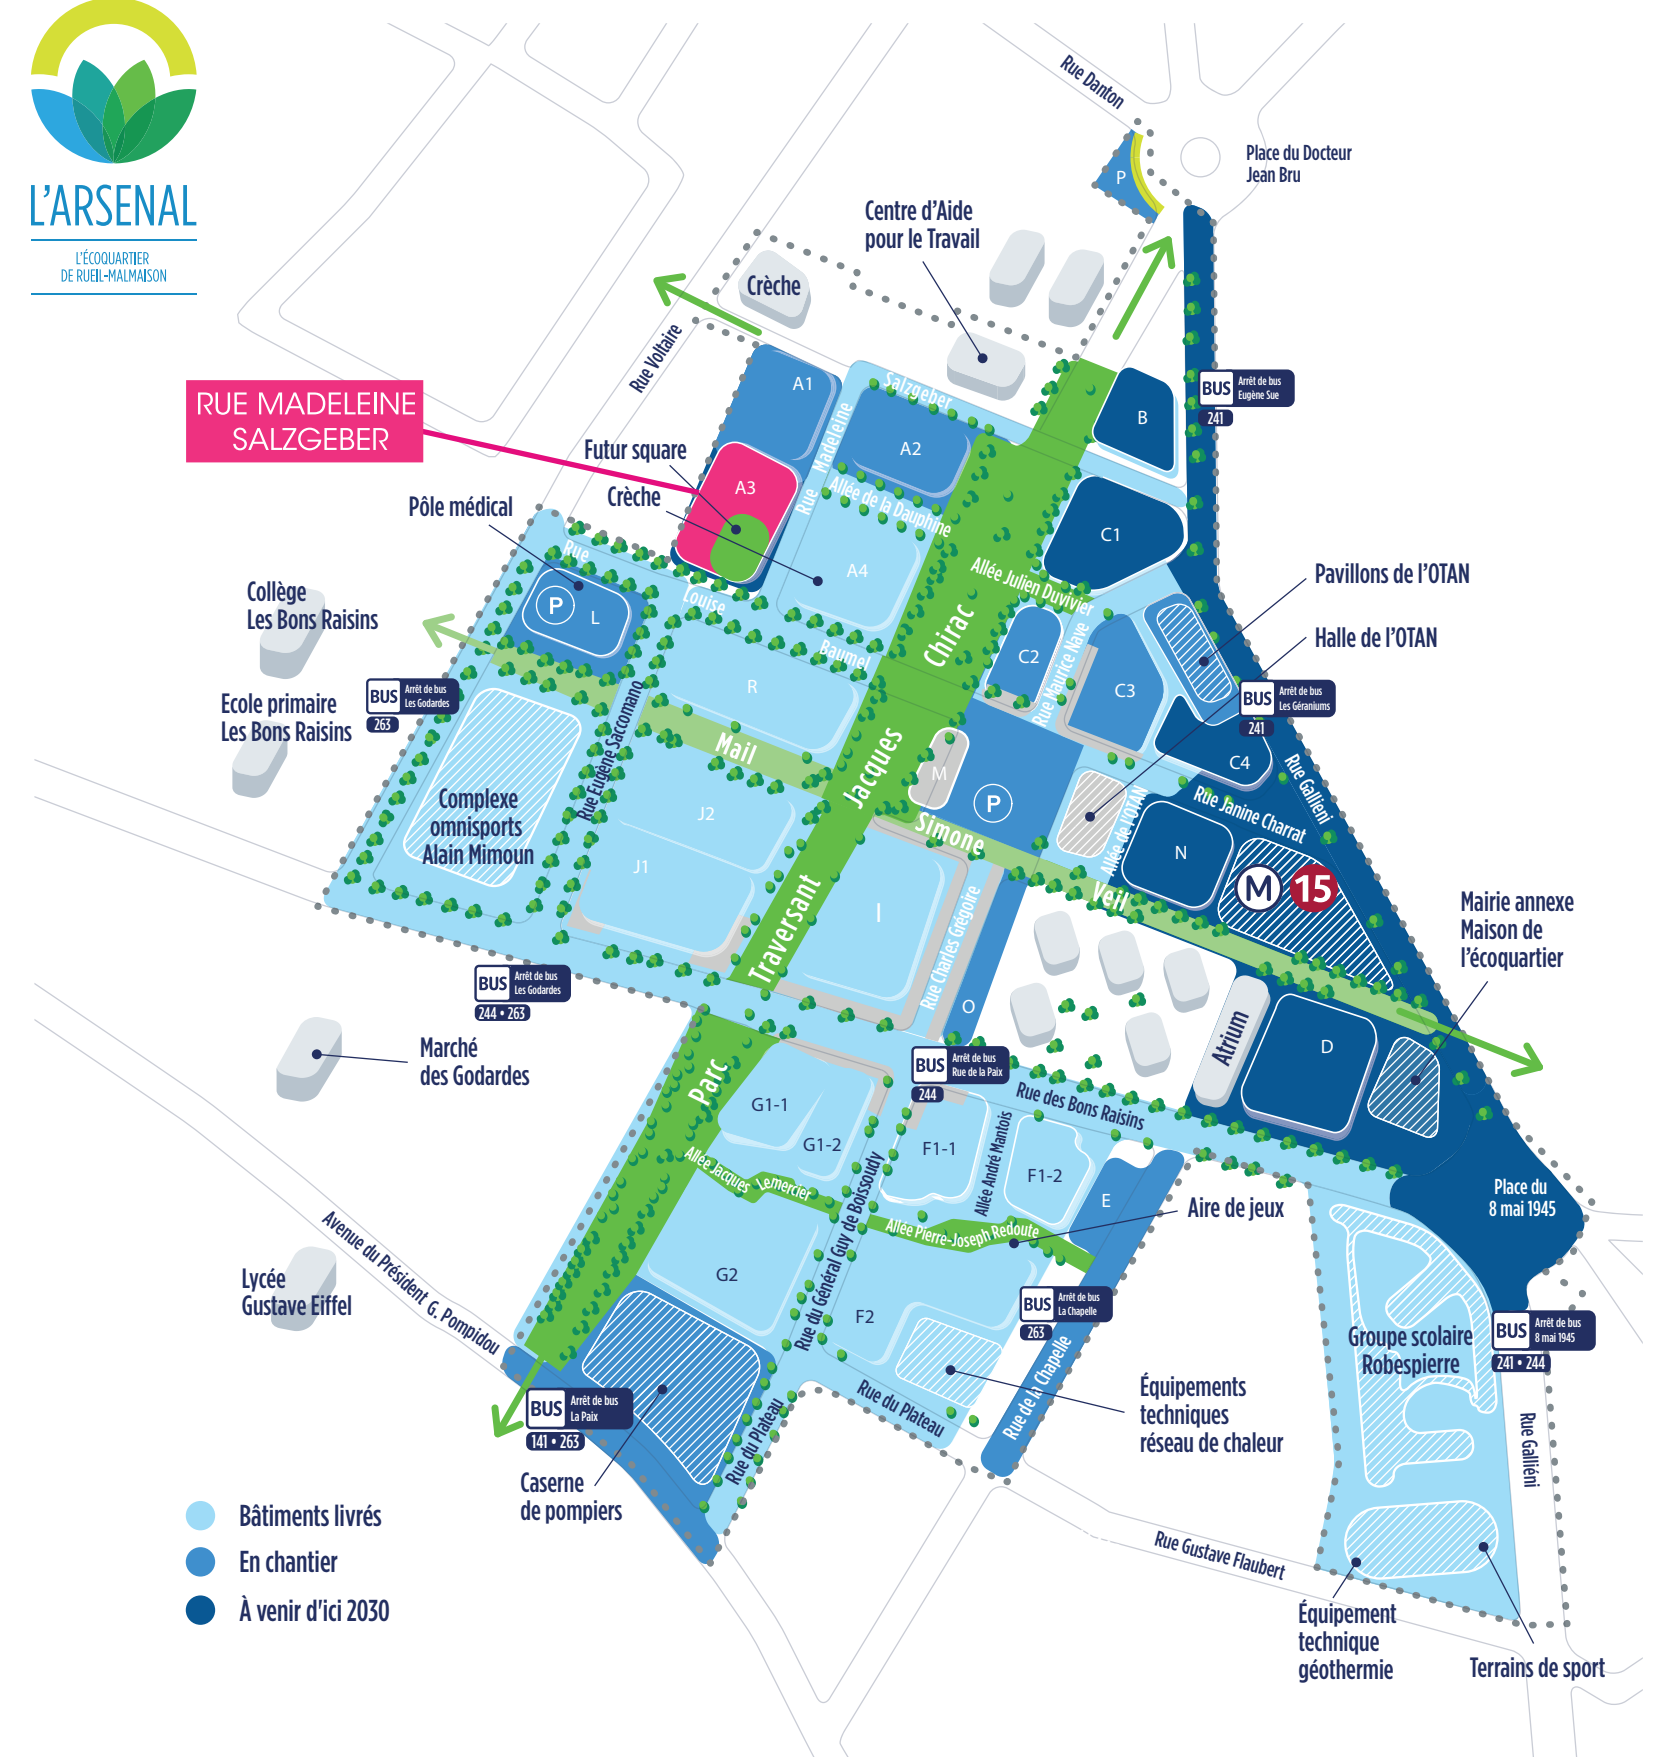 L'ARSENAL
L'ÉCOQUARTIER
DE RUEIL-MALMAISON
Rue Danton
Place du Docteur
Jean Bru
P
Centre d'Aide
pour le Travail
Crèche
Rue Voltaire
RUE MADELEINE
SALZGEBER
A1
Salzgeber
B
BUS
Arrêt de bus
Eugène Sue
241
Rue Madeleine
A2
Futur square
Crèche
A3
Pôle médical
Allée de la Dauphine
C1
A4
Allée Julien Duvivier
Pavillons de l'OTAN
Halle de l'OTAN
Collège
Les Bons Raisins
P
L
Rue
Louise
Baumel
Chirac
C2
Rue Maurice Nave
C3
BUS
Arrêt de bus
Les Godardes
263
Ecole primaire
Les Bons Raisins
R
Rue Eugène Saccomano
Mail
BUS
Arrêt de bus
Les Géraniums
241
C4
Rue Gallieni
Jacques
M
P
Complexe
omnisports
Alain Mimoun
J2
J1
Simone
Allée de l'OTAN
Rue Janine Charrat
N
M 15
I
Veil
Traversant
Rue Charles Grégoire
Mairie annexe
Maison de
l'écoquartier
BUS
Arrêt de bus
Les Godardes
244 • 263
O
Atrium
D
Marché
des Godardes
Parc
BUS
Arrêt de bus
Rue de la Paix
244
Rue des Bons Raisins
G1-1
G1-2
F1-1
Allée André Mantois
F1-2
E
Allée Jacques Lemercier
Rue du Général Guy de Boissoudy
Allée Pierre-Joseph Redouté
Aire de jeux
Place du
8 mai 1945
Avenue du Président G. Pompidou
Lycée
Gustave Eiffel
G2
F2
BUS
Arrêt de bus
La Chapelle
263
Rue de la Chapelle
Groupe scolaire
Robespierre
BUS
Arrêt de bus
8 mai 1945
241 • 244
BUS
Arrêt de bus
La Paix
141 • 263
Rue du Plateau
Rue du Plateau
Équipements
techniques
réseau de chaleur
Rue Galliéni
Caserne
de pompiers
Bâtiments livrés
En chantier
À venir d'ici 2030
Rue Gustave Flaubert
Équipement
technique
géothermie
Terrains de sport